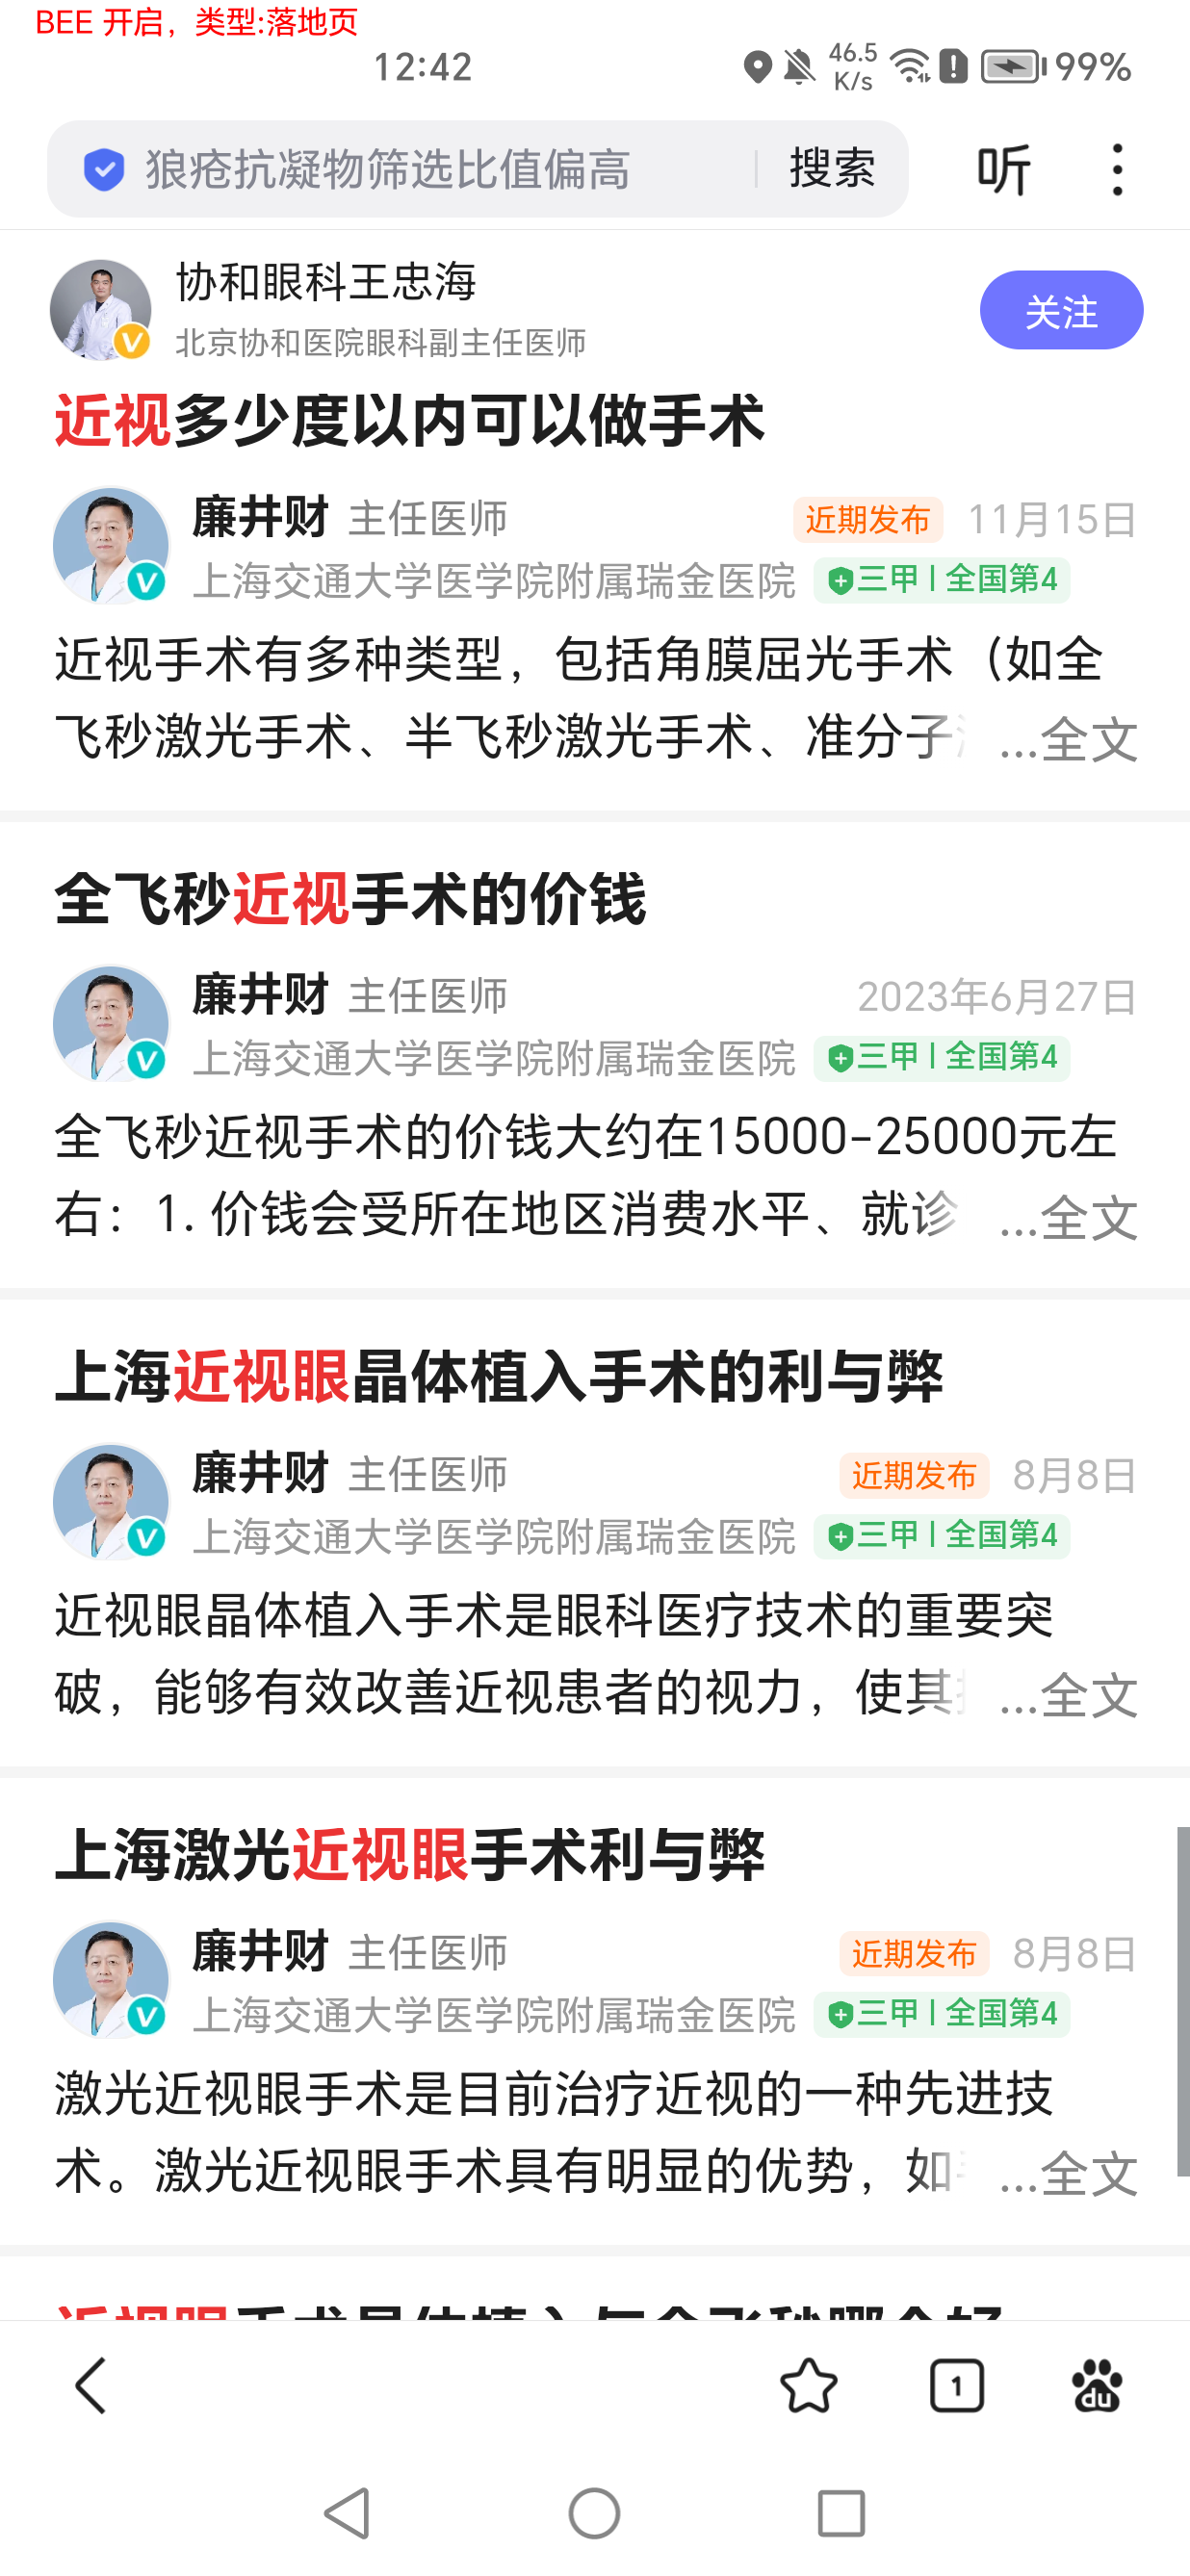 BEE 开启，类型:落地页
12:42
46.5
K/s
99%
狼疮抗凝物筛选比值偏高
搜索
听
协和眼科王忠海
北京协和医院眼科副主任医师
关注
近视多少度以内可以做手术
廉井财 主任医师 近期发布 11月15日
上海交通大学医学院附属瑞金医院 三甲 | 全国第4
近视手术有多种类型，包括角膜屈光手术（如全
飞秒激光手术、半飞秒激光手术、准分子 ...全文
全飞秒近视手术的价钱
廉井财 主任医师 2023年6月27日
上海交通大学医学院附属瑞金医院 三甲 | 全国第4
全飞秒近视手术的价钱大约在15000-25000元左
右：1. 价钱会受所在地区消费水平、就诊 ...全文
上海近视眼晶体植入手术的利与弊
廉井财 主任医师 近期发布 8月8日
上海交通大学医学院附属瑞金医院 三甲 | 全国第4
近视眼晶体植入手术是眼科医疗技术的重要突
破，能够有效改善近视患者的视力，使其 ...全文
上海激光近视眼手术利与弊
廉井财 主任医师 近期发布 8月8日
上海交通大学医学院附属瑞金医院 三甲 | 全国第4
激光近视眼手术是目前治疗近视的一种先进技
术。激光近视眼手术具有明显的优势，如 ...全文
近视眼手术晶体植入与全飞秒哪个好
1
du